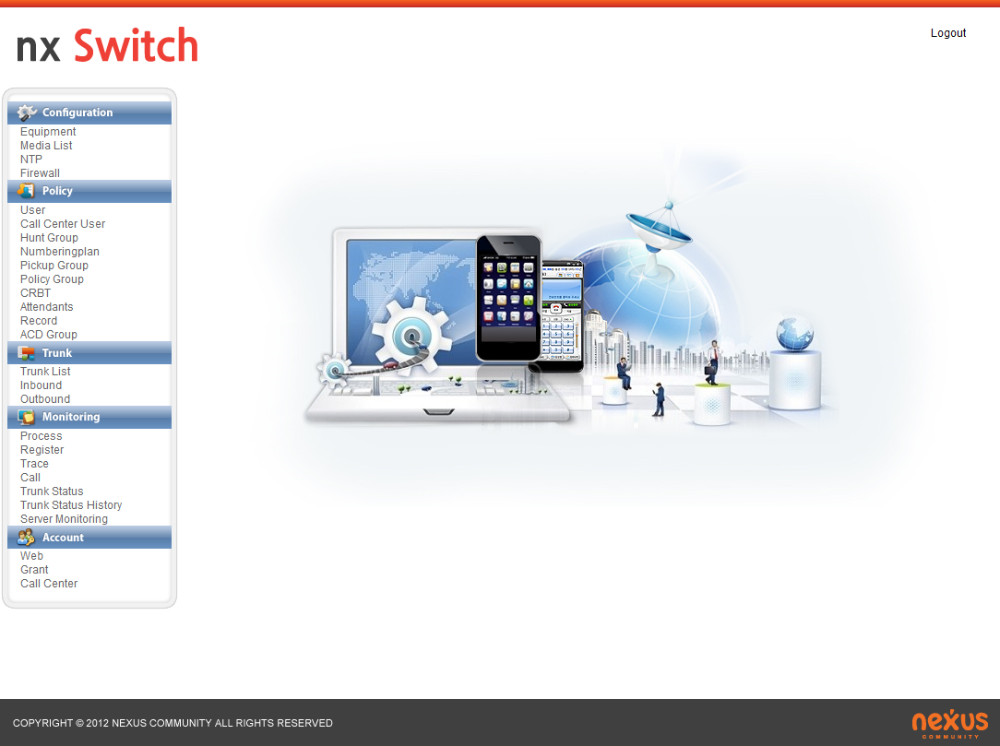 nx Switch
Logout
Configuration
Equipment
Media List
NTP
Firewall
Policy
User
Call Center User
Hunt Group
Numberingplan
Pickup Group
Policy Group
CRBT
Attendants
Record
ACD Group
Trunk
Trunk List
Inbound
Outbound
Monitoring
Process
Register
Trace
Call
Trunk Status
Trunk Status History
Server Monitoring
Account
Web
Grant
Call Center
COPYRIGHT © 2012 NEXUS COMMUNITY ALL RIGHTS RESERVED
nexus
COMMUNITY